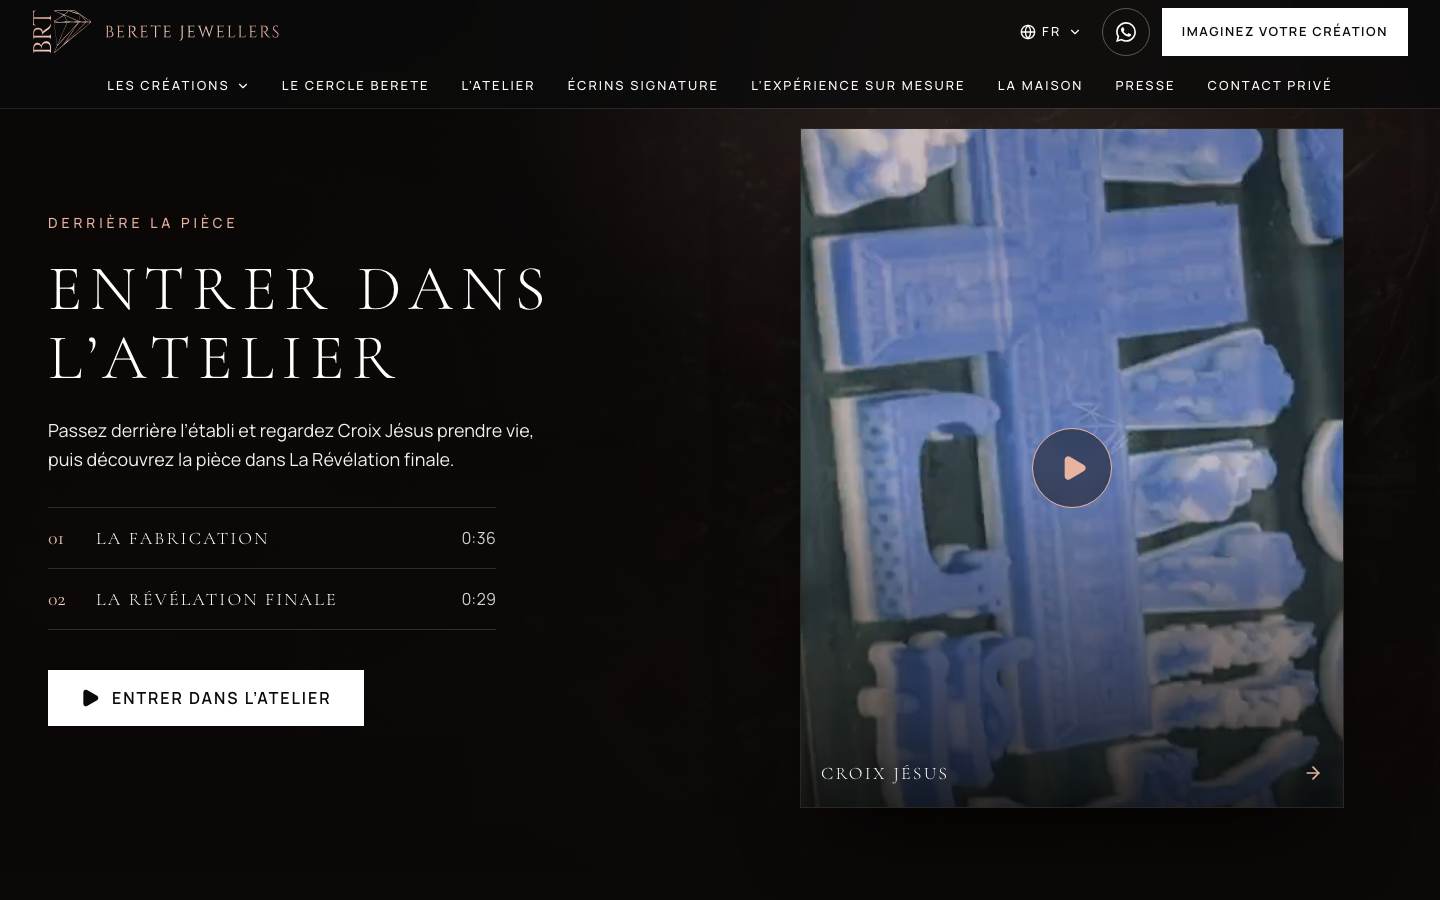 BRT
BERETE JEWELLERS
FR
IMAGINEZ VOTRE CRÉATION
LES CRÉATIONS
LE CERCLE BERETE
L'ATELIER
ÉCRINS SIGNATURE
L'EXPÉRIENCE SUR MESURE
LA MAISON
PRESSE
CONTACT PRIVÉ
DERRIÈRE LA PIÈCE
ENTRER DANS
L’ATELIER
Passez derrière l’établi et regardez Croix Jésus prendre vie,
puis découvrez la pièce dans La Révélation finale.
01 LA FABRICATION 0:36
02 LA RÉVÉLATION FINALE 0:29
ENTRER DANS L’ATELIER
CROIX JÉSUS